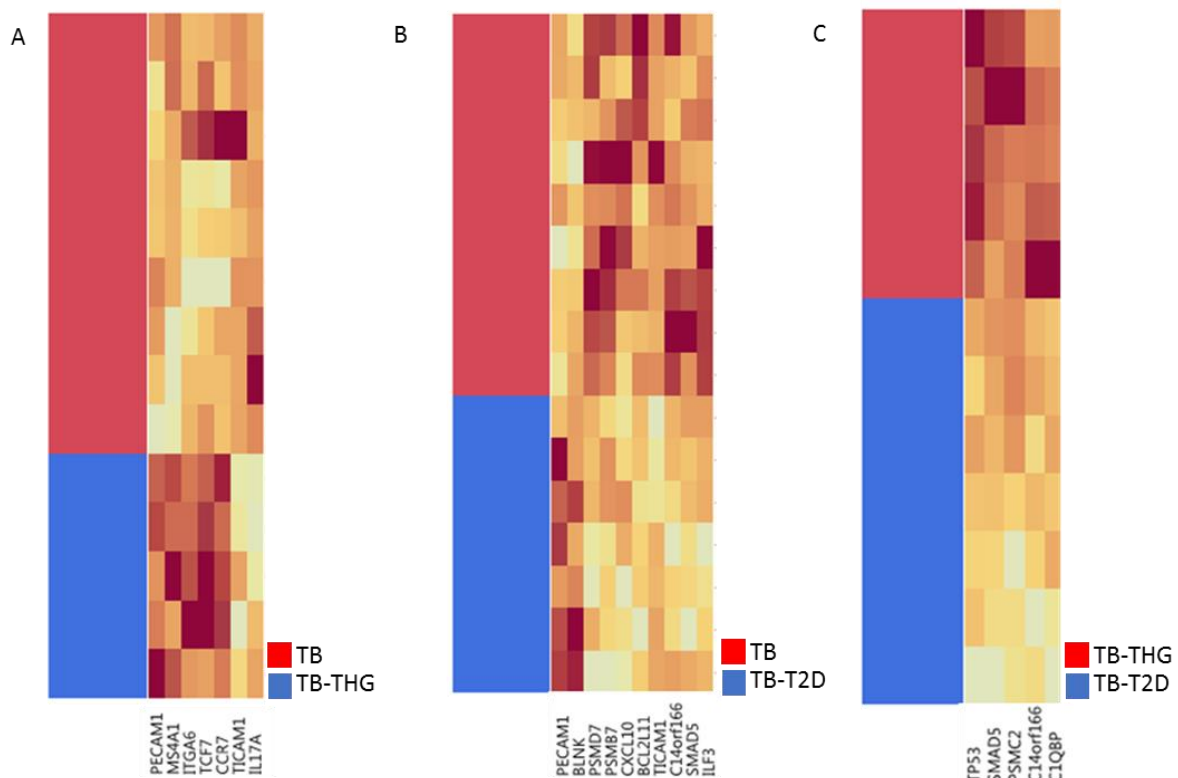 A
B
C
TB
TB-THG
TB
TB-T2D
TB-THG
TB-T2D
PECAM1
MS4A1
ITGA6
TCF7
CCR7
TICAM1
IL17A
PECAM1
BLNK
PSMD7
PSMB7
CXCL10
BCL2L11
TICAM1
C14orf166
SMAD5
ILF3
TP53
SMAD5
PSMC2
C14orf166
C1QBP